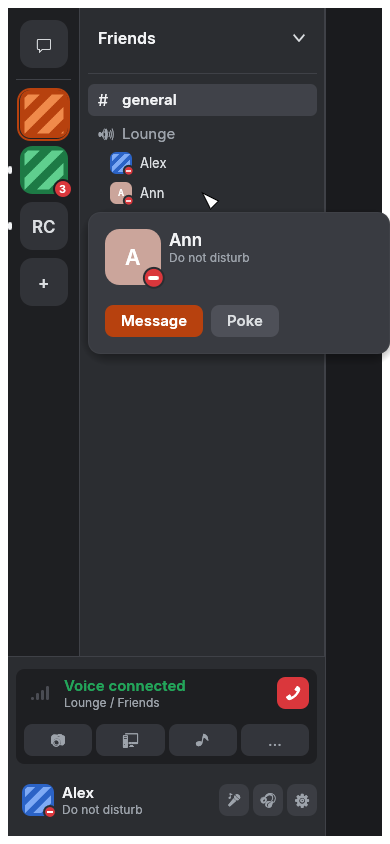 Friends
# general
Lounge
Alex
A Ann
3
RC
+
A
Ann
Do not disturb
Message
Poke
Voice connected
Lounge / Friends
...
Alex
Do not disturb